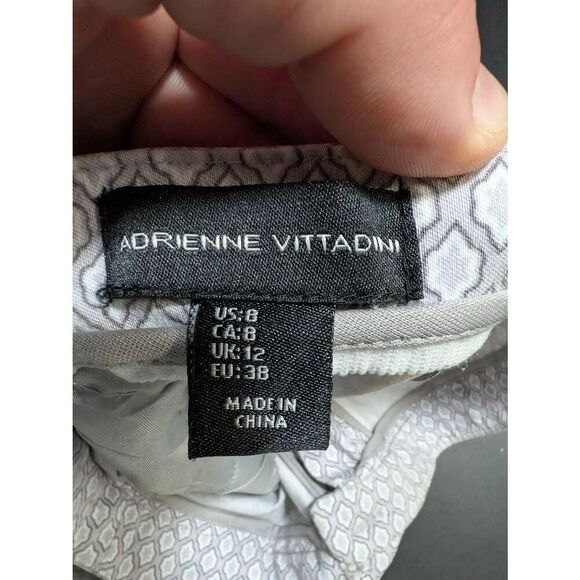 ADRIENNE VITTADINI
US:8
CA:8
UK:12
EU:38
MADE IN
CHINA